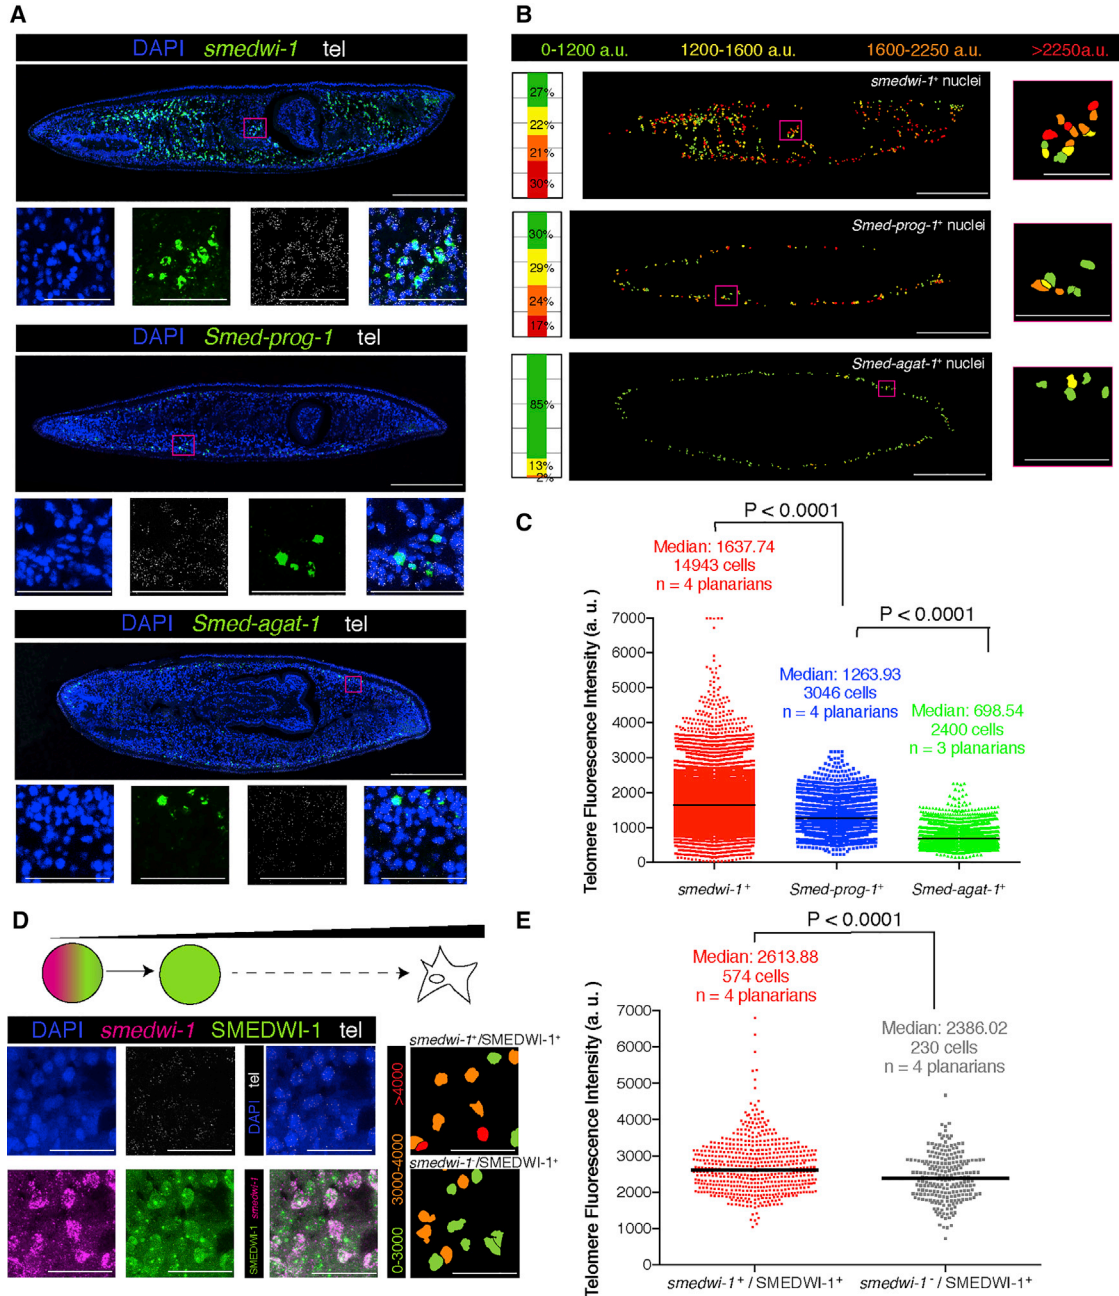 A
DAPI smedwi-1 tel
DAPI Smed-prog-1 tel
DAPI Smed-agat-1 tel
B
0-1200 a.u. 1200-1600 a.u. 1600-2250 a.u. >2250a.u.
smedwi-1+ nuclei
27%
22%
21%
30%
Smed-prog-1+ nuclei
30%
29%
24%
17%
Smed-agat-1+ nuclei
85%
13%
2%
C
P < 0.0001
Median: 1637.74
14943 cells
n = 4 planarians
P < 0.0001
Median: 1263.93
3046 cells
n = 4 planarians
Median: 698.54
2400 cells
n = 3 planarians
Telomere Fluorescence Intensity (a. u.)
7000
6000
5000
4000
3000
2000
1000
0
smedwi-1+ Smed-prog-1+ Smed-agat-1+
D
DAPI smedwi-1 SMEDWI-1 tel
DAPI tel
SMEDWI-1 smedwi-1
>4000
3000-4000
0-3000
smedwi-1+/SMEDWI-1+
smedwi-1-/SMEDWI-1+
E
P < 0.0001
Median: 2613.88
574 cells
n = 4 planarians
Median: 2386.02
230 cells
n = 4 planarians
Telomere Fluorescence Intensity (a. u.)
7000
6000
5000
4000
3000
2000
1000
0
smedwi-1+ / SMEDWI-1+ smedwi-1- / SMEDWI-1+